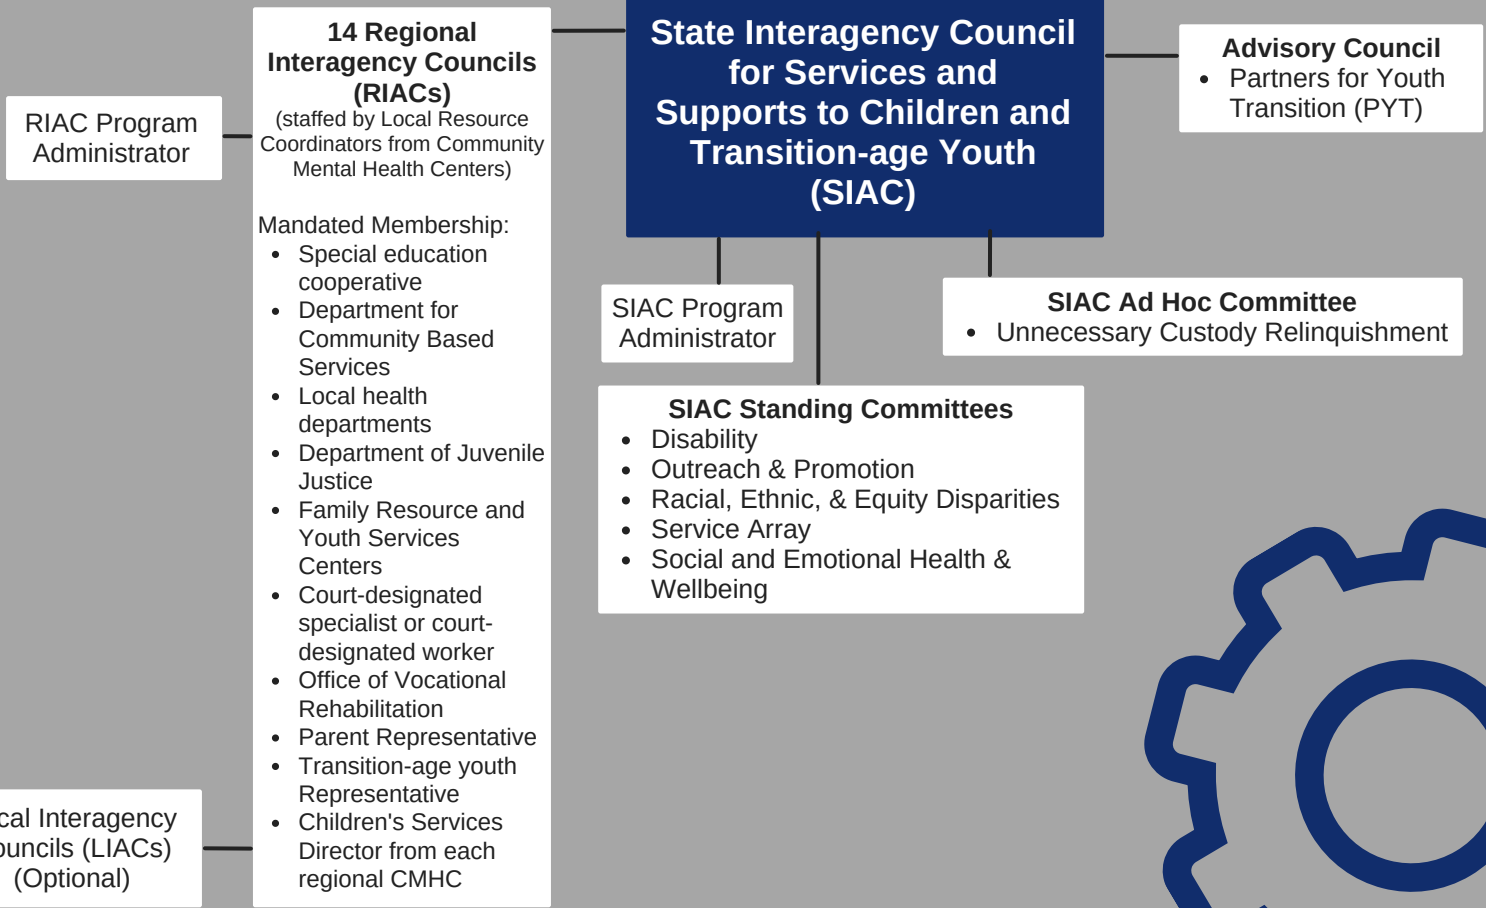 14 Regional
Interagency Councils
(RIACs)
(staffed by Local Resource
Coordinators from Community
Mental Health Centers)
Mandated Membership:
• Special education
cooperative
• Department for
Community Based
Services
• Local health
departments
• Department of Juvenile
Justice
• Family Resource and
Youth Services
Centers
• Court-designated
specialist or court-
designated worker
• Office of Vocational
Rehabilitation
• Parent Representative
• Transition-age youth
Representative
• Children's Services
Director from each
regional CMHC
RIAC Program
Administrator
Interagency
(LIACs)
(Optional)
State Interagency Council
for Services and
Supports to Children and
Transition-age Youth
(SIAC)
Advisory Council
• Partners for Youth
Transition (PYT)
SIAC Program
Administrator
SIAC Ad Hoc Committee
• Unnecessary Custody Relinquishment
SIAC Standing Committees
• Disability
• Outreach & Promotion
• Racial, Ethnic, & Equity Disparities
• Service Array
• Social and Emotional Health &
Wellbeing